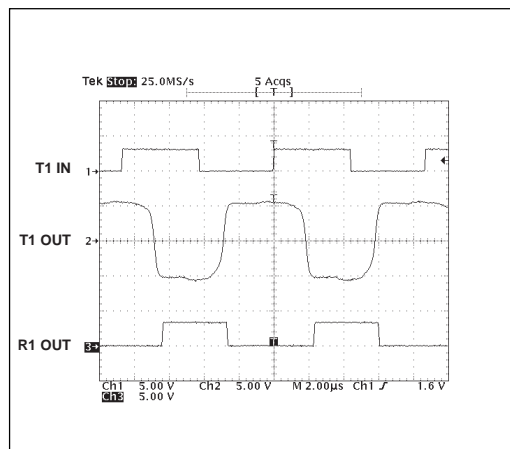 Tek Stop: 25.0MS/s 5 Acqs
[ T ]
T
T1 IN 1→
T
T1 OUT 2→
R1 OUT 3→ T
Ch1 5.00 V Ch2 5.00 V M 2.00µs Ch1 ƒ 1.6 V
Ch3 5.00 V